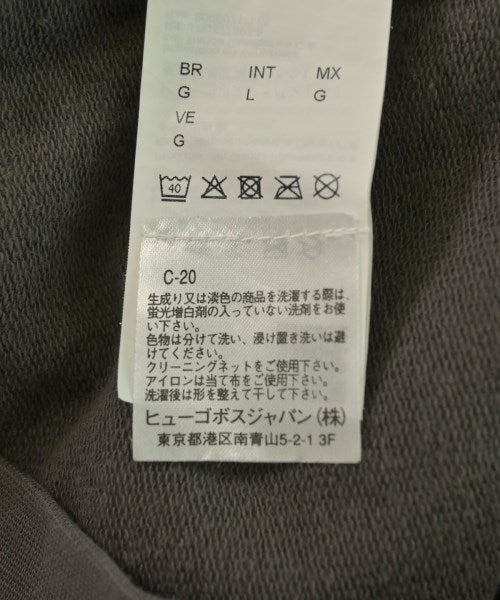 BR INT MX
G L G
VE
G
40
C-20
生成り又は淡色の商品を洗濯する際は、
蛍光増白剤の入っていない洗剤をお使
い下さい。
色物は分けて洗い、浸け置き洗いは避
けてください。
クリーニングネットをご使用下さい。
アイロンは当て布をご使用下さい。
洗濯後は形を整えて干して下さい。
ヒューゴボスジャパン(株)
東京都港区南青山5-2-1 3F